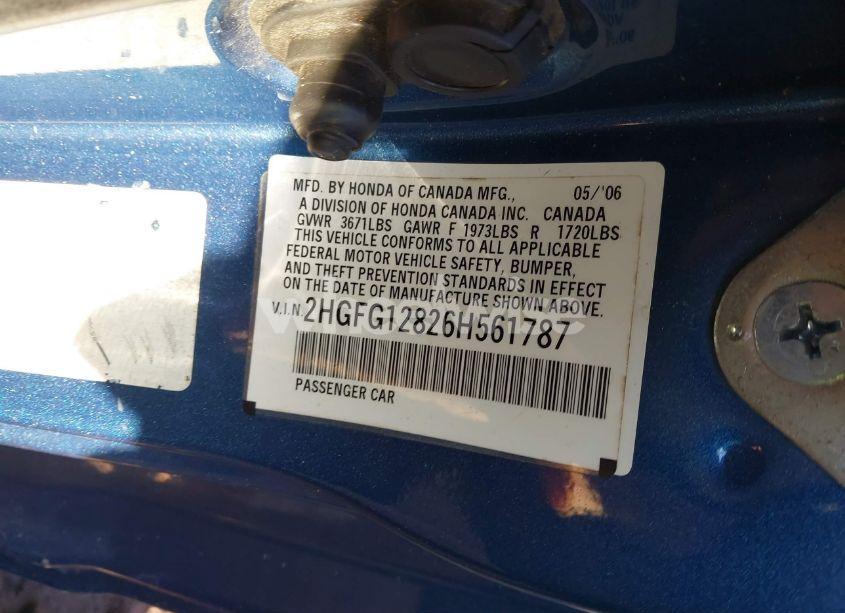 MFD. BY HONDA OF CANADA MFG., 05/'06
A DIVISION OF HONDA CANADA INC. CANADA
GVWR 3671LBS GAWR F 1973LBS R 1720LBS
THIS VEHICLE CONFORMS TO ALL APPLICABLE
FEDERAL MOTOR VEHICLE SAFETY, BUMPER,
AND THEFT PREVENTION STANDARDS IN EFFECT
ON THE DATE OF MANUFACTURE SHOWN ABOVE.
V.I.N. 2HGFG12826H561787
PASSENGER CAR